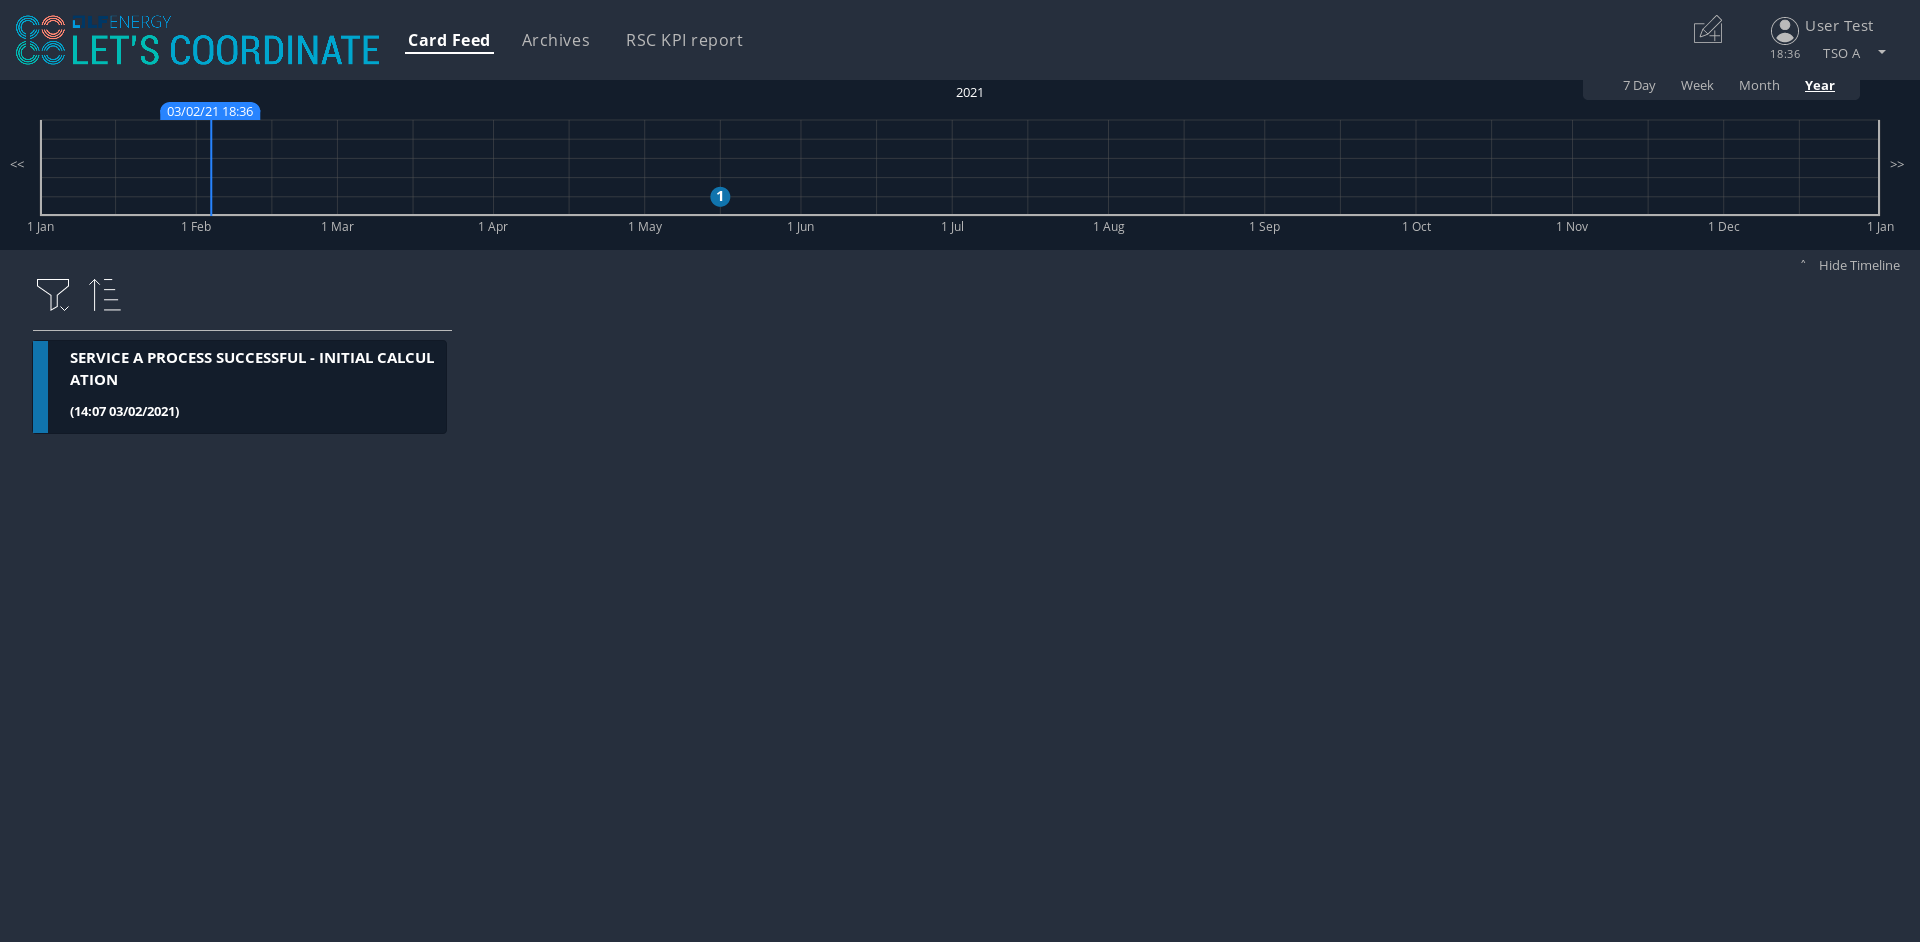 ENERGY
LET'S COORDINATE
Card Feed
Archives
RSC KPI report
User Test
18:36
TSO A
2021
7 Day
Week
Month
Year
03/02/21 18:36
<<
1
>>
1 Jan
1 Feb
1 Mar
1 Apr
1 May
1 Jun
1 Jul
1 Aug
1 Sep
1 Oct
1 Nov
1 Dec
1 Jan
^ Hide Timeline
SERVICE A PROCESS SUCCESSFUL - INITIAL CALCUL
ATION
(14:07 03/02/2021)